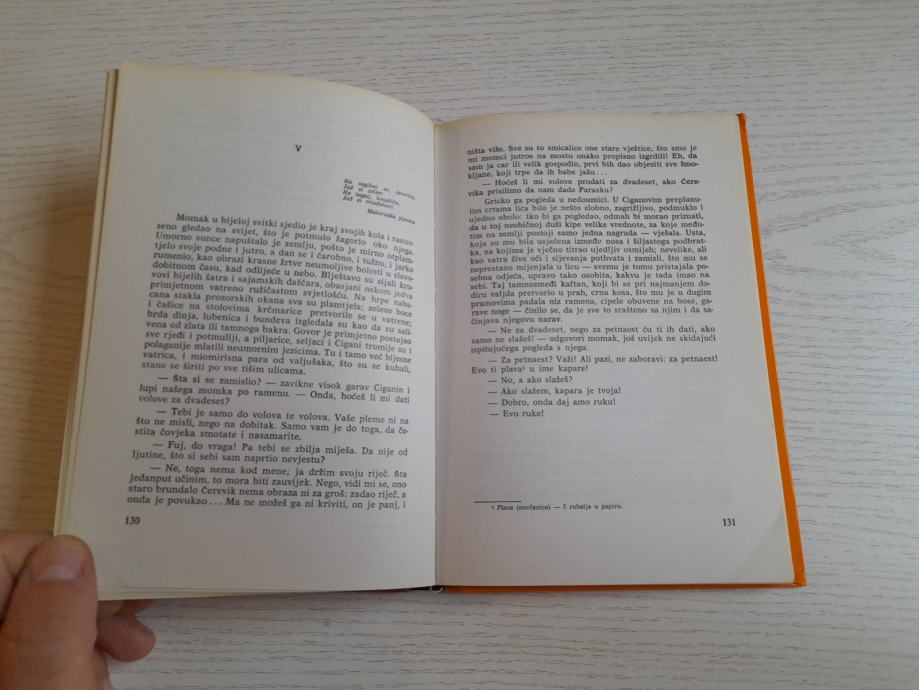 V
Ne zagibaj se, javorino,
Još si zelen;
Ne tuguj, kozačiću,
Još si mladahan!
Maloruska pjesma
Momak u bijeloj svitki sjedio je kraj svojih kola i rastre-
seno gledao na svijet, što je potmulo žagorio oko njega.
Umorno sunce napuštalo je zemlju, pošto je mirno otplam-
tjelo svoje podne i jutro, a dan se i čarobno, i tužno, i jarko
rumenio, kao obrazi krasne žrtve neumoljive bolesti u slavo-
dobitnom času, kad odlijeće u nebo. Blještavo su sijali kro-
vovi bijelih šatra i sajamskih daščara, obasjani nekom jedva
primjetnom vatreno ružičastom svjetlošću. Na hrpe naba-
cana stakla prozorskih okana sva su plamtjela; zelene boce
i čašice na stolovima krčmarice pretvorile se u vatrene;
brda dinja, lubenica i bundeva izgledala su kao da su sali-
vena od zlata ili tamnoga bakra. Govor je primjetno postajao
sve rjeđi i potmuliji, a piljarice, seljaci i Cigani tromije su i
polaganije mlatili neumornim jezicima. Tu i tamo već bljesne
vatrica, i miomirisna para od valjušaka, što su se kuhali,
stane se širiti po sve tišim ulicama.
— Šta si se zamislio? — zavikne visok garav Ciganin i
lupi našega momka po ramenu. — Onda, hoćeš li mi dati
volove za dvadeset?
— Tebi je samo do volova te volova. Vaše pleme ni na
što ne misli, nego na dobitak. Samo vam je do toga, da če-
stita čovjeka smotate i nasamarite.
— Fuj, do vraga! Pa tebi se zbilja miješa. Da nije od
ljutine, što si sebi sam naprtio nevjestu?
— Ne, toga nema kod mene; ja držim svoju riječ. Šta
jedanput učinim, to mora biti zauvijek. Nego, vidi mi se, ono
staro brundalo Čerevik nema obraza ni za groš: zadao riječ, a
onda je povukao... Ma ne možeš ga ni kriviti, on je panj, i
130
ništa više. Sve su to smicalice one stare vještice, što smo je
mi momci jutros na mostu onako propisno izgrdili! Eh, da
sam ja car ili velik gospodin, prvi bih dao objesiti sve šmo-
kljane, koji trpe da ih babe jašu...
— Hoćeš li mi volove prodati za dvadeset, ako Čere-
vika prisilimo da nam dade Parasku?
Gricko ga pogleda u nedoumici. U Ciganovim preplanu-
lim crtama lica bilo je nešto zlobno, zagrižljivo, podmuklo i
ujedno obolo: tko bi ga pogledao, odmah bi morao priznati,
da u toj neobičnoj duši kipe velike vrednote, za koje među-
tim na zemlji postoji samo jedna nagrada — vješala. Usta,
koja su mu bila usječena između nosa i šiljastoga podbrat-
ka, na kojima je vječno titrao ujedljiv osmijeh; nevelike, ali
kao vatra žive oči i sijevanja pothvata i zamisli, što mu se
neprestano mijenjala u licu — svemu je tomu pristajala po-
sebna odjeća, upravo tako osobita, kakvu je tada imao na
sebi. Taj tamnosmeđi kaftan, koji bi se pri najmanjem do-
diru valjda pretvorio u prah, crna kosa, što mu je u dugim
pramovima padala niz ramena, cipele obuvene na bose, ga-
rave noge — činilo se, da je sve to srašteno sa njim i da sa-
činjava njegovu narav.
— Ne za dvadeset, nego za petnaest ću ti ih dati, ako
samo ne slažeš! — odgovori momak, još uvijek ne skidajući
ispitujućega pogleda s njega.
— Za petnaest? Važi! Ali pazi, ne zaboravi: za petnaest!
Evo ti plava¹ u ime kapare!
— No, a ako slažeš?
— Ako slažem, kapara je tvoja!
— Dobro, onda daj amo ruku!
— Evo ruke!
¹ Plava (novčanica) — 5 rubalja u papiru.
131